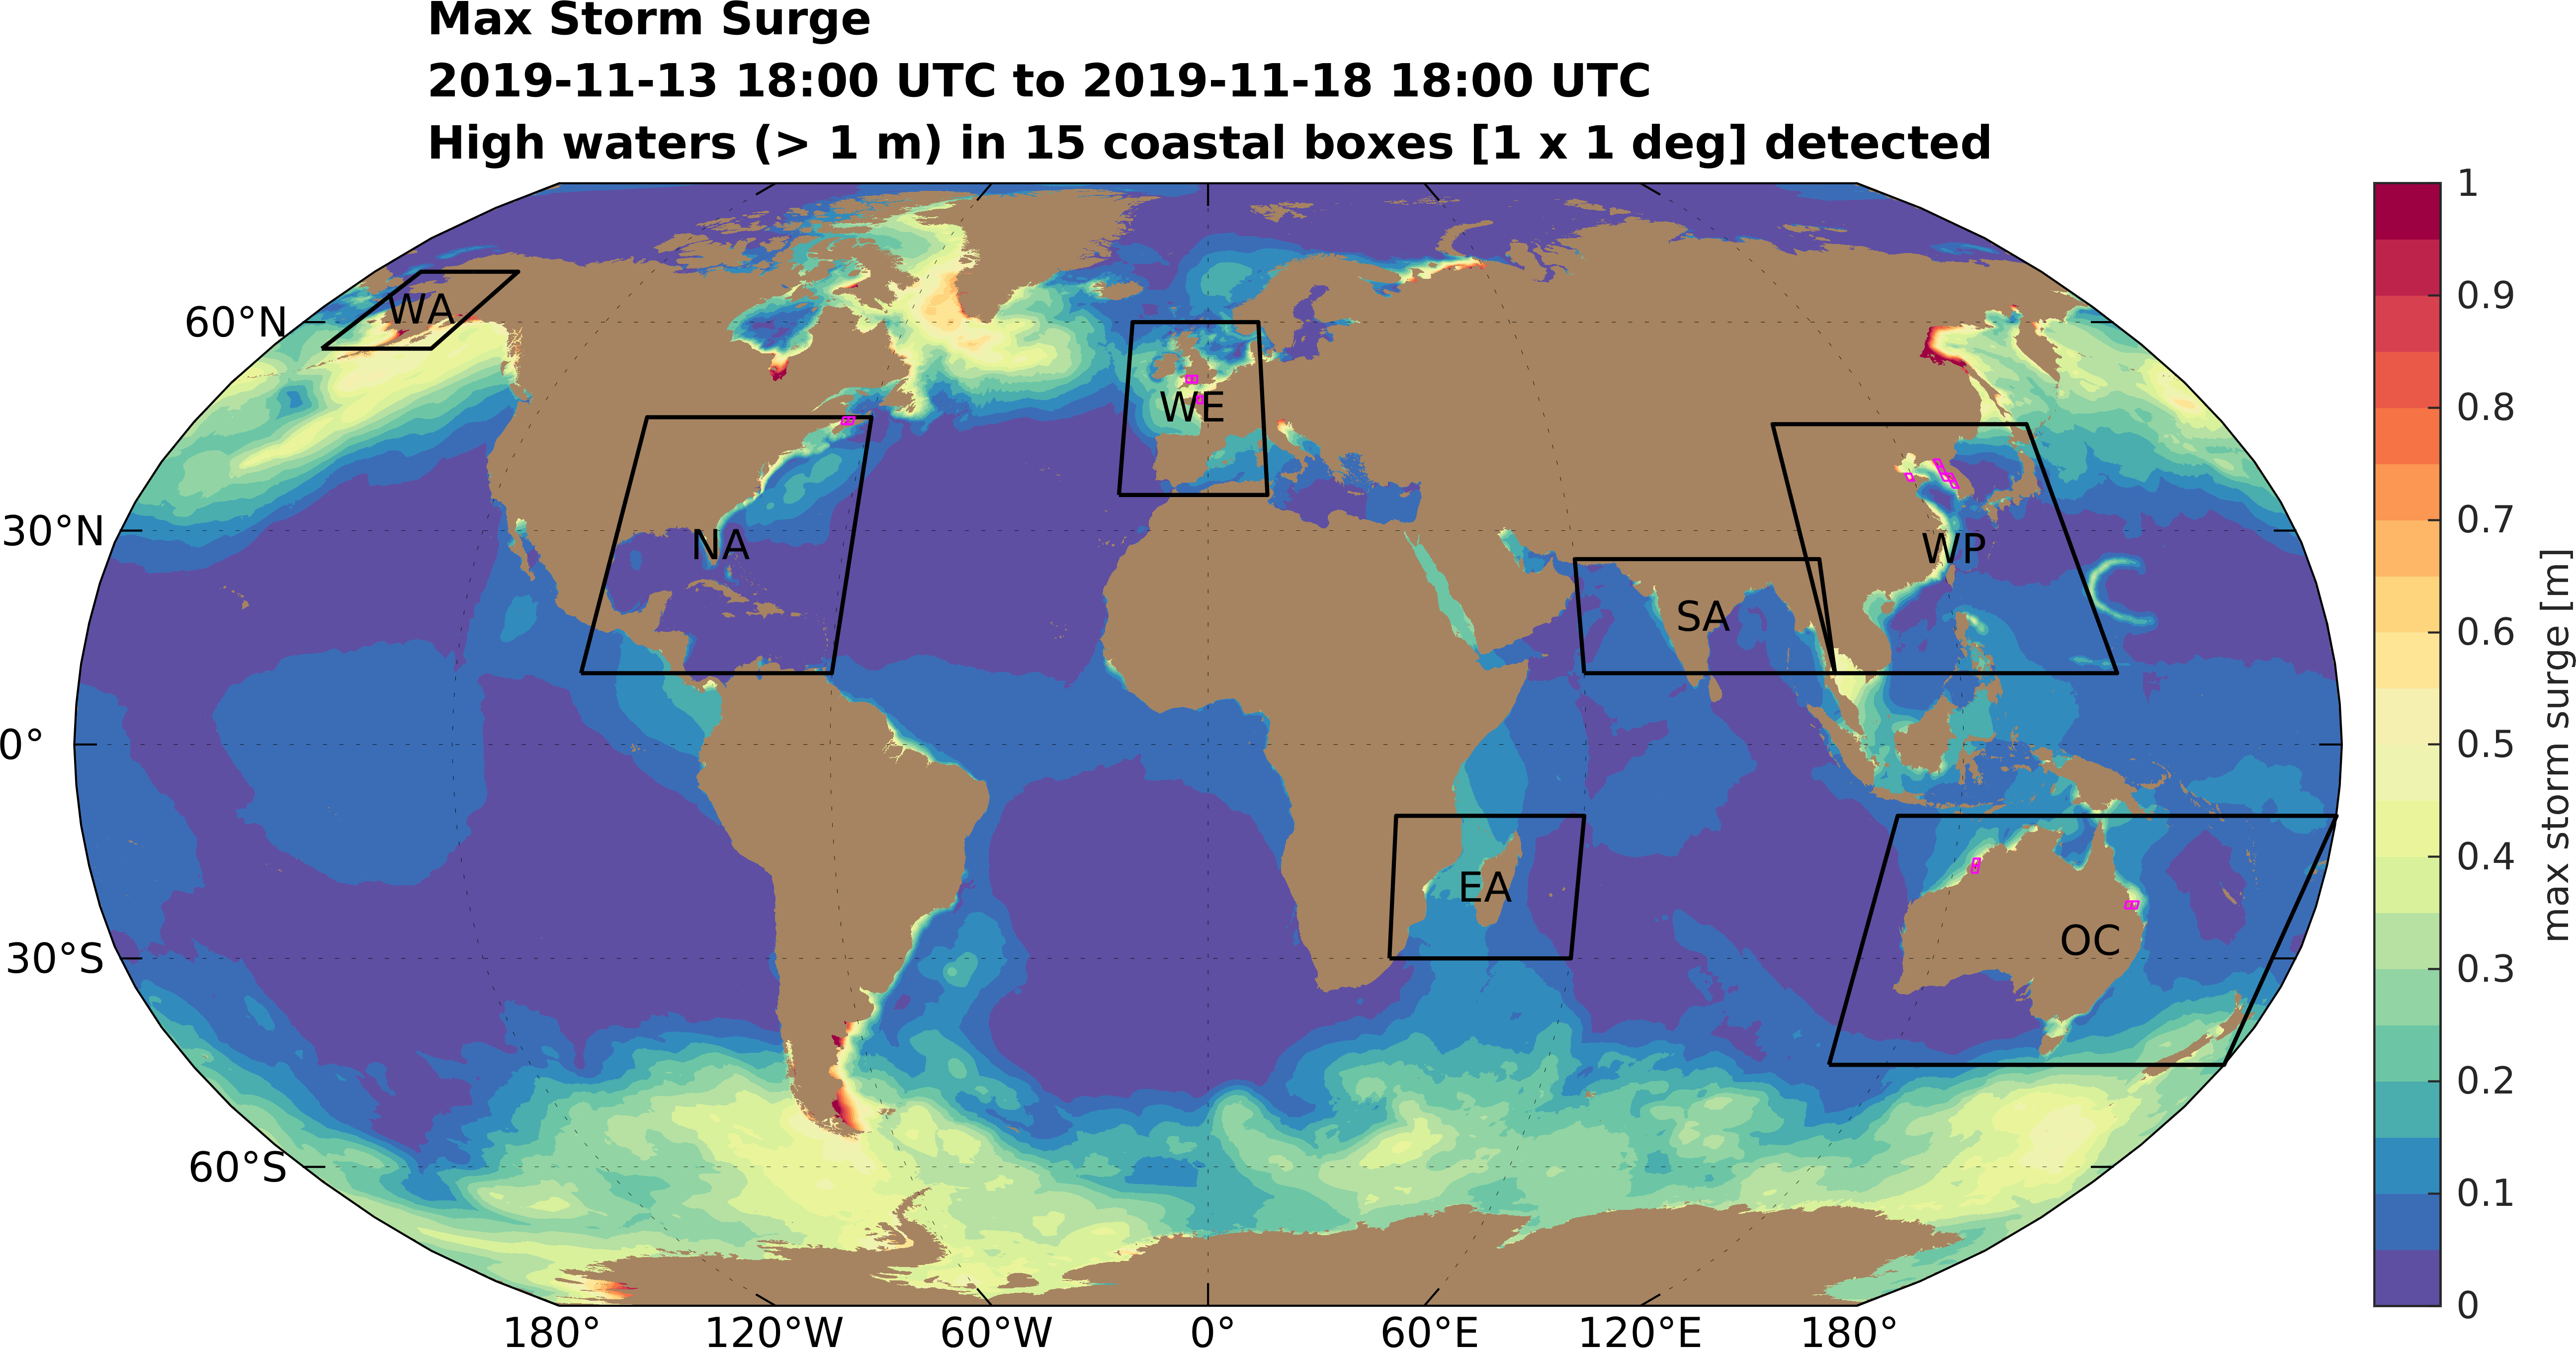 Max Storm Surge
2019-11-13 18:00 UTC to 2019-11-18 18:00 UTC
High waters (> 1 m) in 15 coastal boxes [1 x 1 deg] detected
60°N
30°N
0°
30°S
60°S
WA
NA
WE
SA
WP
EA
OC
180°
120°W
60°W
0°
60°E
120°E
180°
1
0.9
0.8
0.7
0.6
0.5
0.4
0.3
0.2
0.1
0
max storm surge [m]